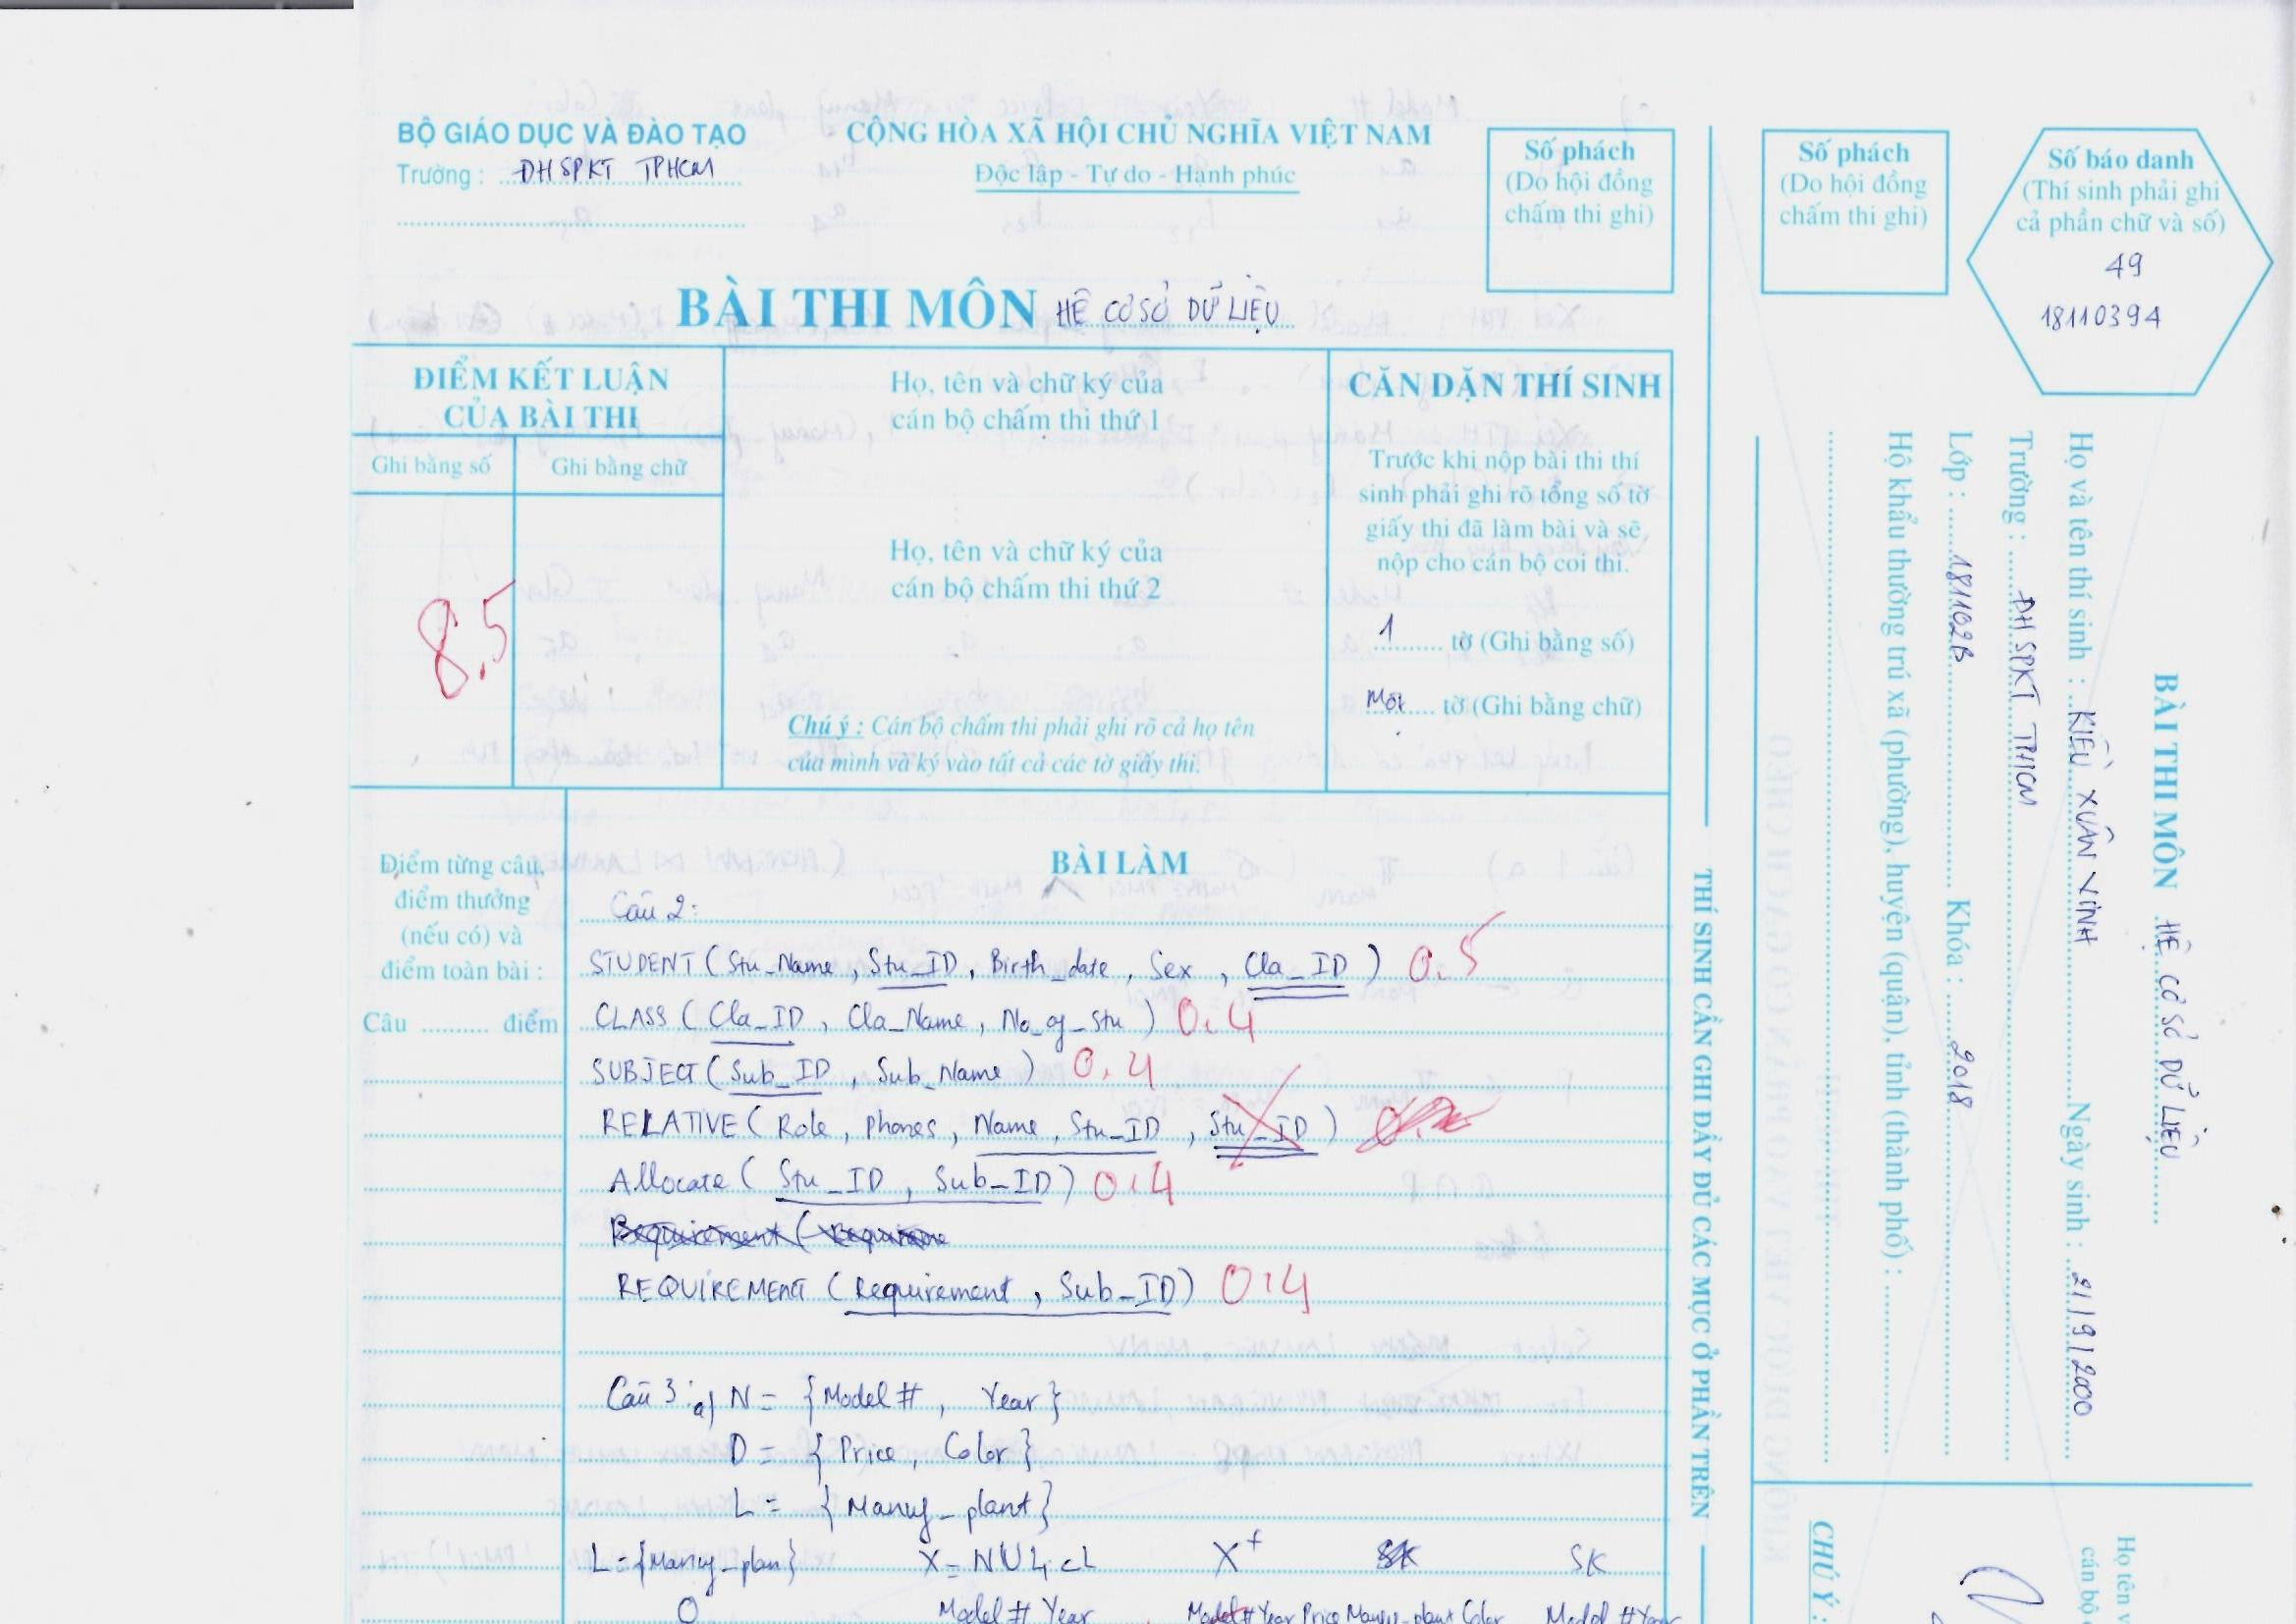 BỘ GIÁO DỤC VÀ ĐÀO TẠO
Trường : ĐHSPKT TPHCM
CỘNG HÒA XÃ HỘI CHỦ NGHĨA VIỆT NAM
Độc lập - Tự do - Hạnh phúc
Số phách
(Do hội đồng
chấm thi ghi)
BÀI THI MÔN HỆ CƠ SỞ DỮ LIỆU
ĐIỂM KẾT LUẬN
CỦA BÀI THI
Ghi bằng số
Ghi bằng chữ
8.5
Họ, tên và chữ ký của
cán bộ chấm thi thứ 1
Họ, tên và chữ ký của
cán bộ chấm thi thứ 2
Chú ý : Cán bộ chấm thi phải ghi rõ cả họ tên
của mình và ký vào tất cả các tờ giấy thi.
CĂN DẶN THÍ SINH
Trước khi nộp bài thi thí
sinh phải ghi rõ tổng số tờ
giấy thi đã làm bài và sẽ
nộp cho cán bộ coi thi.
1 tờ (Ghi bằng số)
Một tờ (Ghi bằng chữ)
Điểm từng câu,
điểm thưởng
(nếu có) và
điểm toàn bài :
Câu .......... điểm
BÀI LÀM
Câu 2:
STUDENT ( Stu_Name , Stu_ID , Birth_date , Sex , Cla_ID ) 0.5
CLASS ( Cla_ID , Cla_Name , No_of_stu ) 0.4
SUBJECT ( Sub_ID , Sub_Name ) 0.4
RELATIVE ( Role , phones , Name , Stu_ID , Stu_ID )
Allocate ( Stu_ID , Sub_ID ) 0.4
REQUIREMENT ( Requirement , Sub_ID ) 0.4
Câu 3: a) N = {Model # , Year}
D = {Price , Color}
L = {Manuf_plant}
L = {Manuf_plan} X = NULi cL X+ SK
O Model # Year Model # Year Price Manuf_plant Color Model # Year
THÍ SINH CẦN GHI ĐẦY ĐỦ CÁC MỤC Ở PHẦN TRÊN
Số phách
(Do hội đồng
chấm thi ghi)
Số báo danh
(Thí sinh phải ghi
cả phần chữ và số)
49
18110394
BÀI THI MÔN HỆ CƠ SỞ DỮ LIỆU
Họ và tên thí sinh : KIỀU XUÂN VINH Ngày sinh : 21/9/2000
Trường : ĐHSPKT TPHCM
Lớp : 181102B Khóa : 2018
Hộ khẩu thường trú xã (phường), huyện (quận), tỉnh (thành phố) :
CHÚ Ý :
Họ tên v
cán bộ